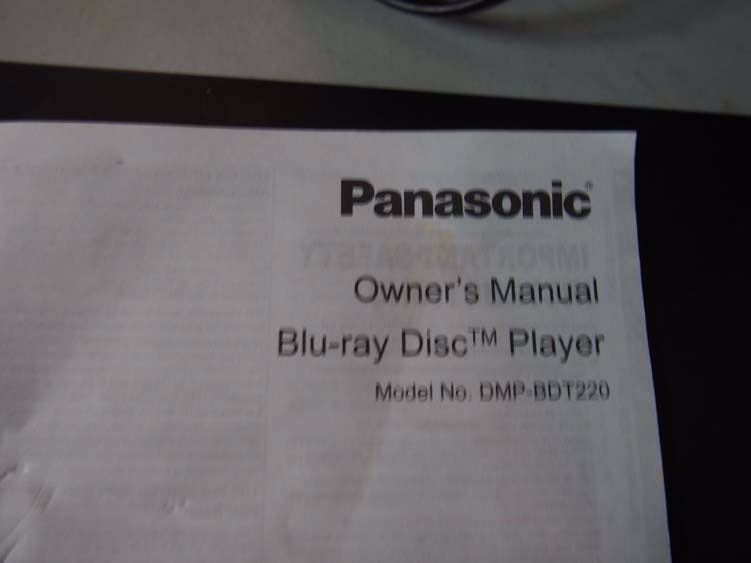 Panasonic®
Owner's Manual
Blu-ray Disc™ Player
Model No. DMP-BDT220